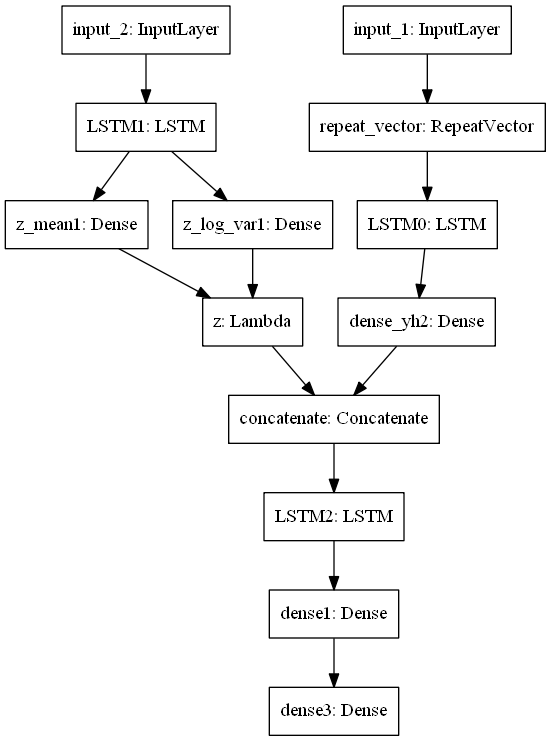 input_2: InputLayer
input_1: InputLayer
LSTM1: LSTM
repeat_vector: RepeatVector
z_mean1: Dense
z_log_var1: Dense
LSTM0: LSTM
z: Lambda
dense_yh2: Dense
concatenate: Concatenate
LSTM2: LSTM
dense1: Dense
dense3: Dense